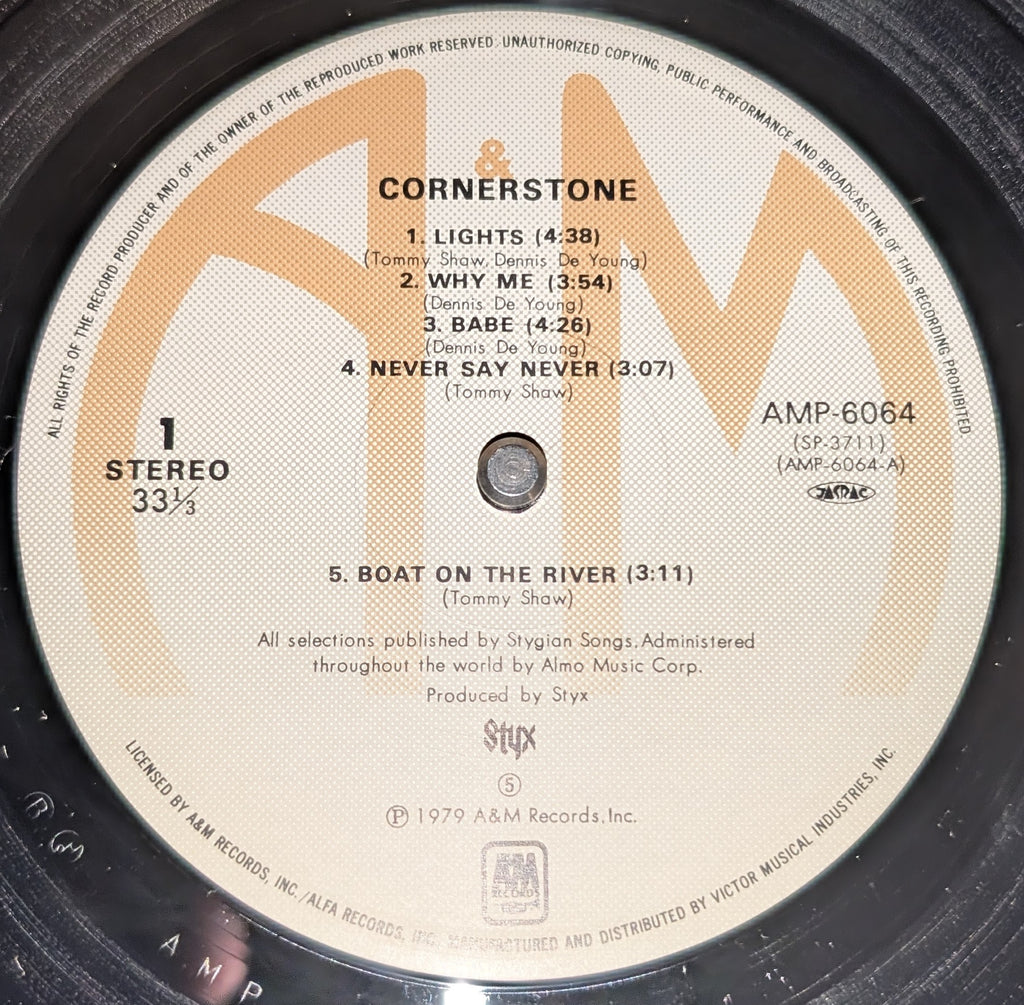 ALL RIGHTS OF THE RECORD PRODUCER AND OF THE OWNER OF THE REPRODUCED WORK RESERVED UNAUTHORIZED COPYING, PUBLIC PERFORMANCE AND BROADCASTING OF THIS RECORDING PROHIBITED
A & M
CORNERSTONE
1. LIGHTS (4:38)
(Tommy Shaw, Dennis De Young)
2. WHY ME (3:54)
(Dennis De Young)
3. BABE (4:26)
(Dennis De Young)
4. NEVER SAY NEVER (3:07)
(Tommy Shaw)
1
STEREO
33⅓
AMP-6064
(SP-3711)
(AMP-6064-A)
JASRAC
5. BOAT ON THE RIVER (3:11)
(Tommy Shaw)
All selections published by Stygian Songs, Administered
throughout the world by Almo Music Corp.
Produced by Styx
Styx
⑤
℗ 1979 A&M Records, Inc.
A&M
RECORDS
LICENSED BY A&M RECORDS, INC./ALFA RECORDS, INC. MANUFACTURED AND DISTRIBUTED BY VICTOR MUSICAL INDUSTRIES, INC.
AMP